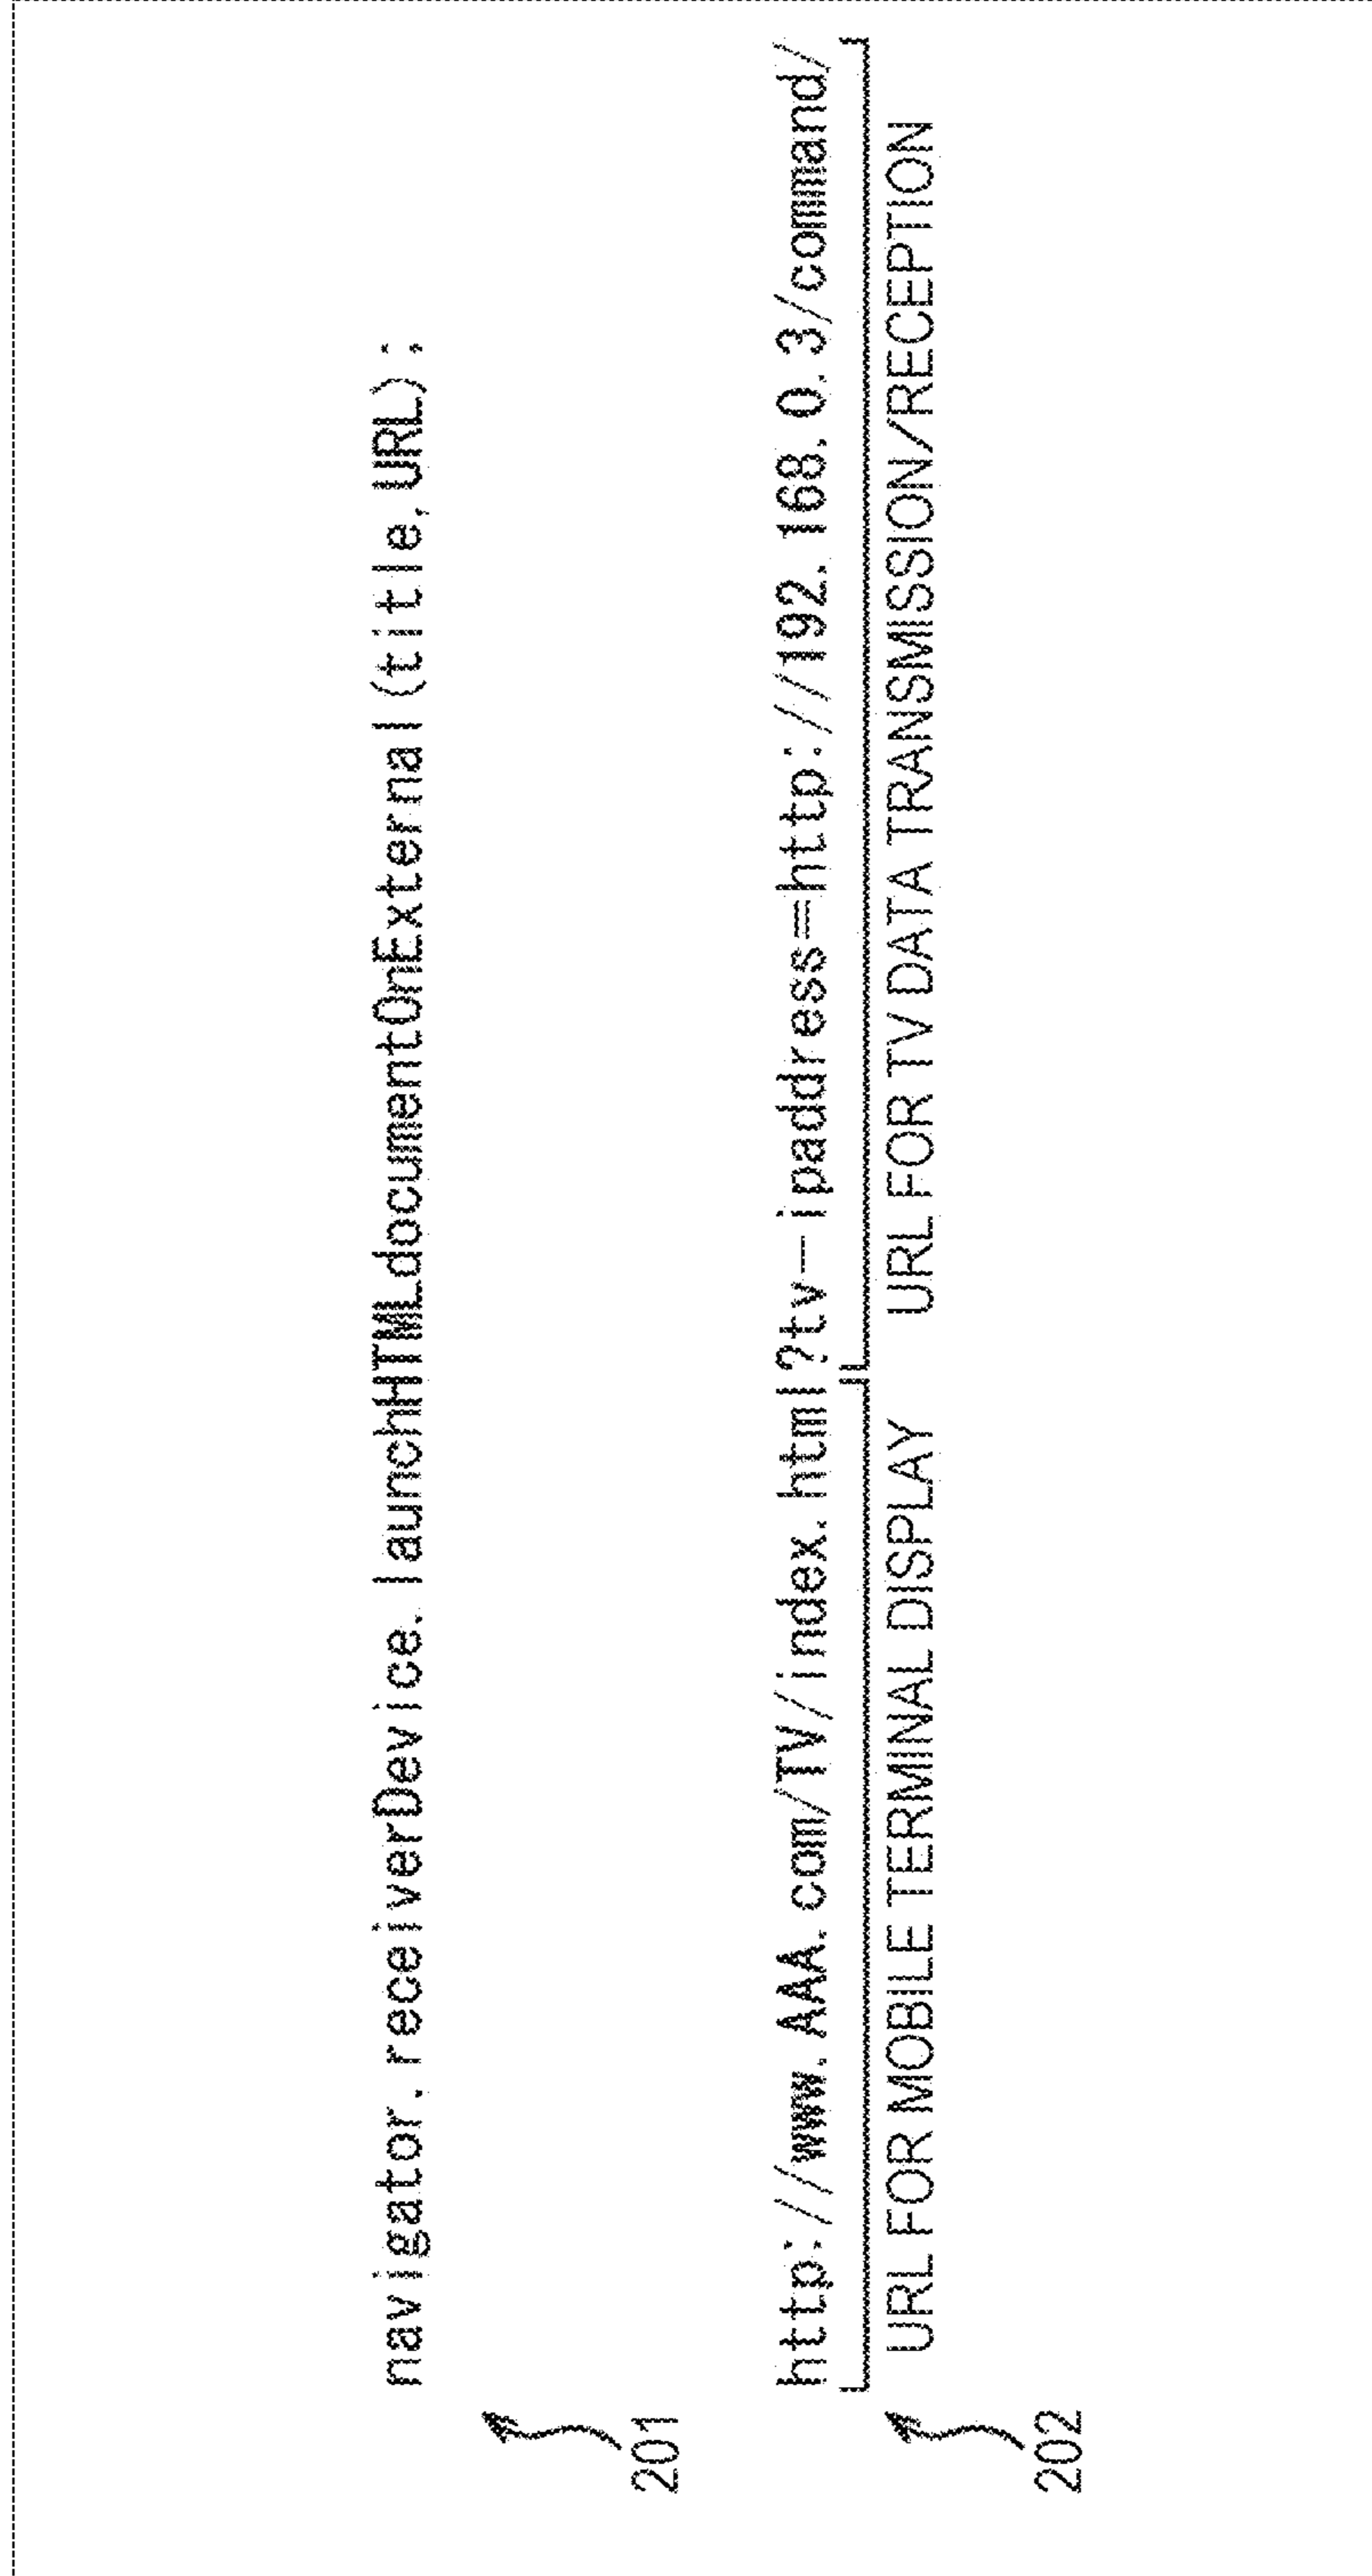 navigator.receiverDevice.launchHTMLdocumentOnExternal(title,URL);
201
http://www.AAA.com/TV/index.html?tv-ipaddress=http://192.168.0.3/command/
URL FOR MOBILE TERMINAL DISPLAY URL FOR TV DATA TRANSMISSION/RECEPTION
202